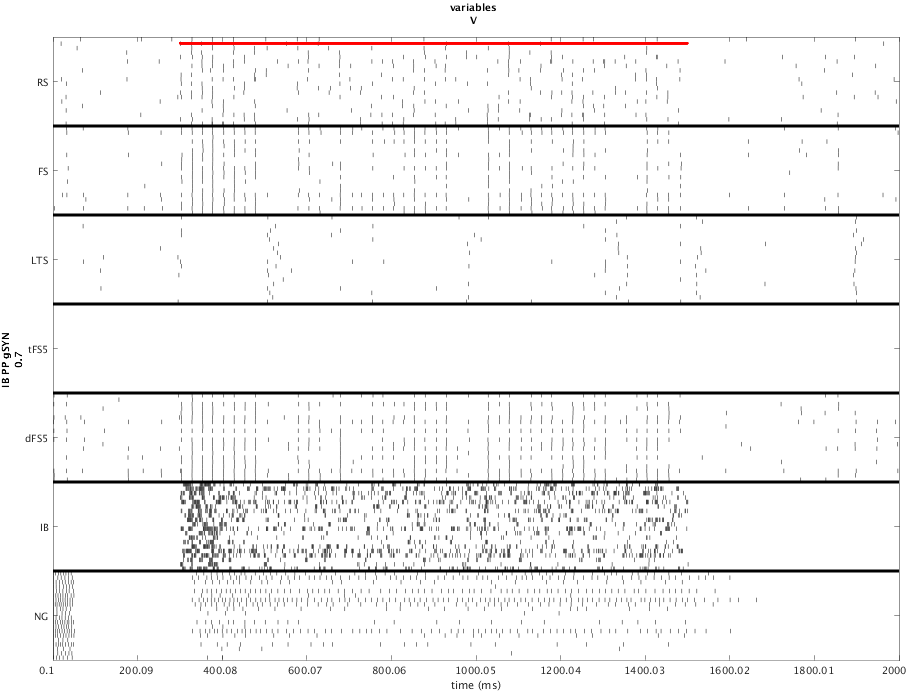 variables
V
RS
FS
LTS
tFS5
dFS5
IB
NG
IB PP gSYN
0.7
0.1 200.09 400.08 600.07 800.06 1000.05 1200.04 1400.03 1600.02 1800.01 2000
time (ms)